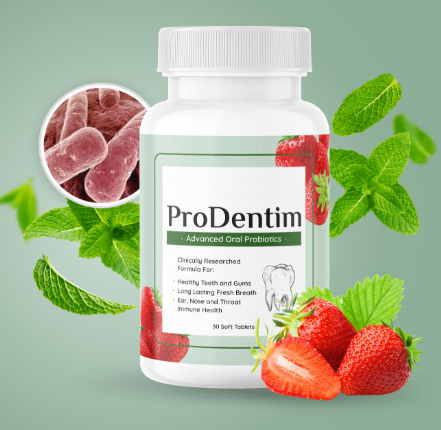 ProDentim
· Advanced Oral Probiotics ·
Clinically Researched
Formula For:
· Healthy Teeth and Gums
· Long Lasting Fresh Breath
· Ear, Nose and Throat
Immune Health
30 Soft Tablets